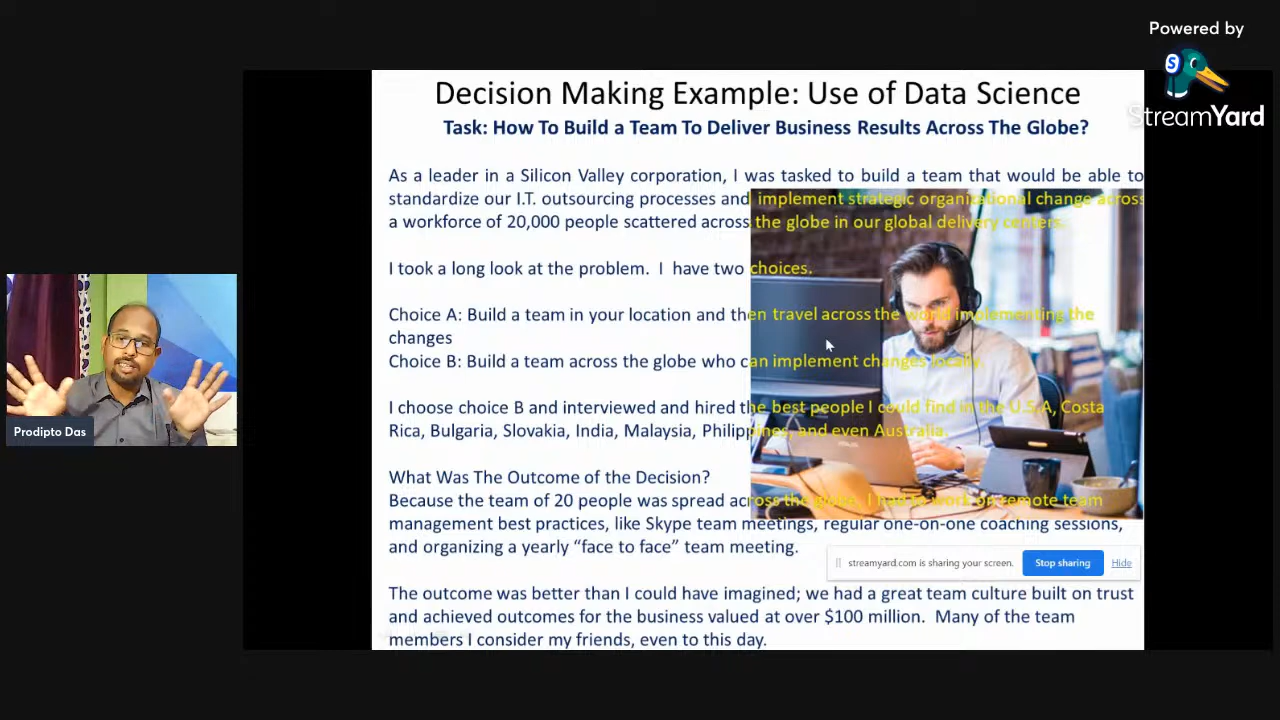 Powered by
StreamYard
Decision Making Example: Use of Data Science
Task: How To Build a Team To Deliver Business Results Across The Globe?
As a leader in a Silicon Valley corporation, I was tasked to build a team that would be able to
standardize our I.T. outsourcing processes and implement strategic organizational change across
a workforce of 20,000 people scattered across the globe in our global delivery centers.
I took a long look at the problem. I have two choices.
Choice A: Build a team in your location and then travel across the world implementing the
changes
Choice B: Build a team across the globe who can implement changes locally.
I choose choice B and interviewed and hired the best people I could find in the U.S.A, Costa
Rica, Bulgaria, Slovakia, India, Malaysia, Philippines, and even Australia.
Prodipto Das
What Was The Outcome of the Decision?
Because the team of 20 people was spread across the globe, I had to work on remote team
management best practices, like Skype team meetings, regular one-on-one coaching sessions,
and organizing a yearly “face to face” team meeting.
streamyard.com is sharing your screen. Stop sharing Hide
The outcome was better than I could have imagined; we had a great team culture built on trust
and achieved outcomes for the business valued at over $100 million. Many of the team
members I consider my friends, even to this day.